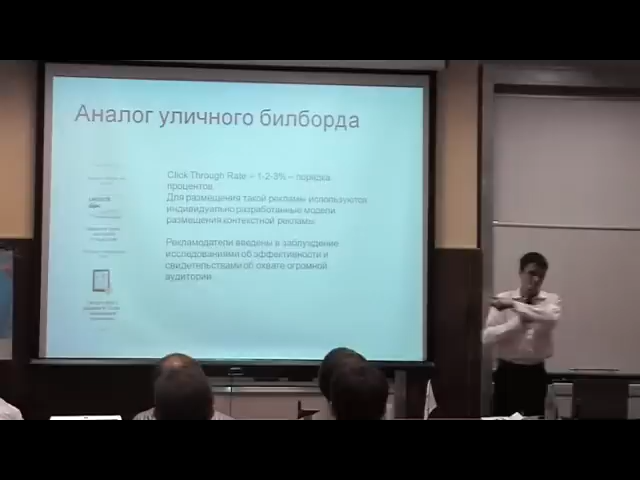 Аналог уличного билборда
Click Through Rate – 1-2-3% – порядка
процентов
Для размещения такой рекламы используются
индивидуально разработанные модели
размещения контекстной рекламы.
Рекламодатели введены в заблуждение
исследованиями об эффективности и
свидетельствами об охвате огромной
аудитории